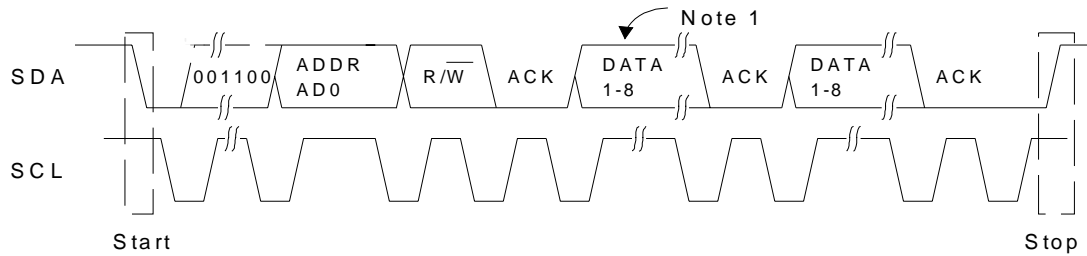 Note 1
SDA
001100
ADDR
AD0
R/W
ACK
DATA
1-8
ACK
DATA
1-8
ACK
SCL
Start
Stop